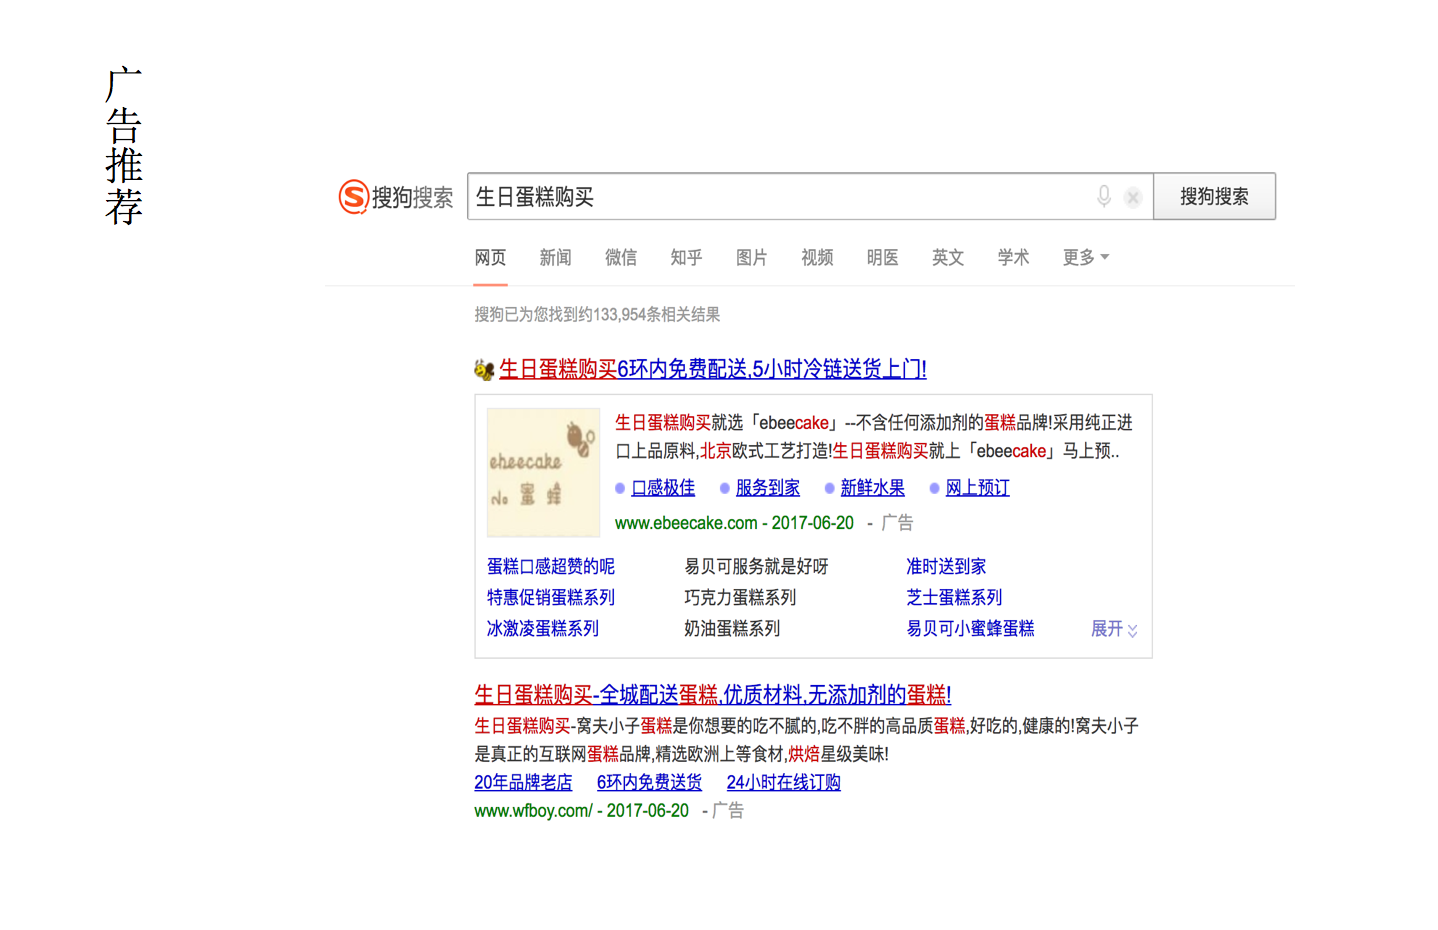 广告推荐
搜狗搜索 生日蛋糕购买 搜狗搜索
网页 新闻 微信 知乎 图片 视频 明医 英文 学术 更多
搜狗已为您找到约133,954条相关结果
生日蛋糕购买6环内免费配送,5小时冷链送货上门!
ebeecake
小蜜蜂
生日蛋糕购买就选「ebeecake」--不含任何添加剂的蛋糕品牌!采用纯正进
口上品原料,北京欧式工艺打造!生日蛋糕购买就上「ebeecake」马上预..
口感极佳 服务到家 新鲜水果 网上预订
www.ebeecake.com - 2017-06-20 - 广告
蛋糕口感超赞的呢 易贝可服务就是好呀 准时送到家
特惠促销蛋糕系列 巧克力蛋糕系列 芝士蛋糕系列
冰激凌蛋糕系列 奶油蛋糕系列 易贝可小蜜蜂蛋糕 展开
生日蛋糕购买-全城配送蛋糕,优质材料,无添加剂的蛋糕!
生日蛋糕购买-窝夫小子蛋糕是你想要的吃不腻的,吃不胖的高品质蛋糕,好吃的,健康的!窝夫小子
是真正的互联网蛋糕品牌,精选欧洲上等食材,烘焙星级美味!
20年品牌老店 6环内免费送货 24小时在线订购
www.wfboy.com/ - 2017-06-20 - 广告